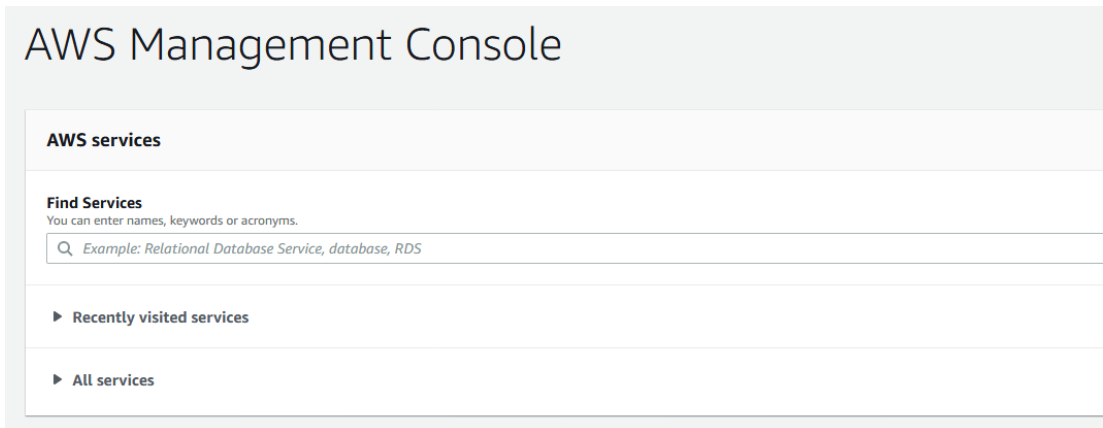 AWS Management Console
AWS services
Find Services
You can enter names, keywords or acronyms.
Example: Relational Database Service, database, RDS
Recently visited services
All services